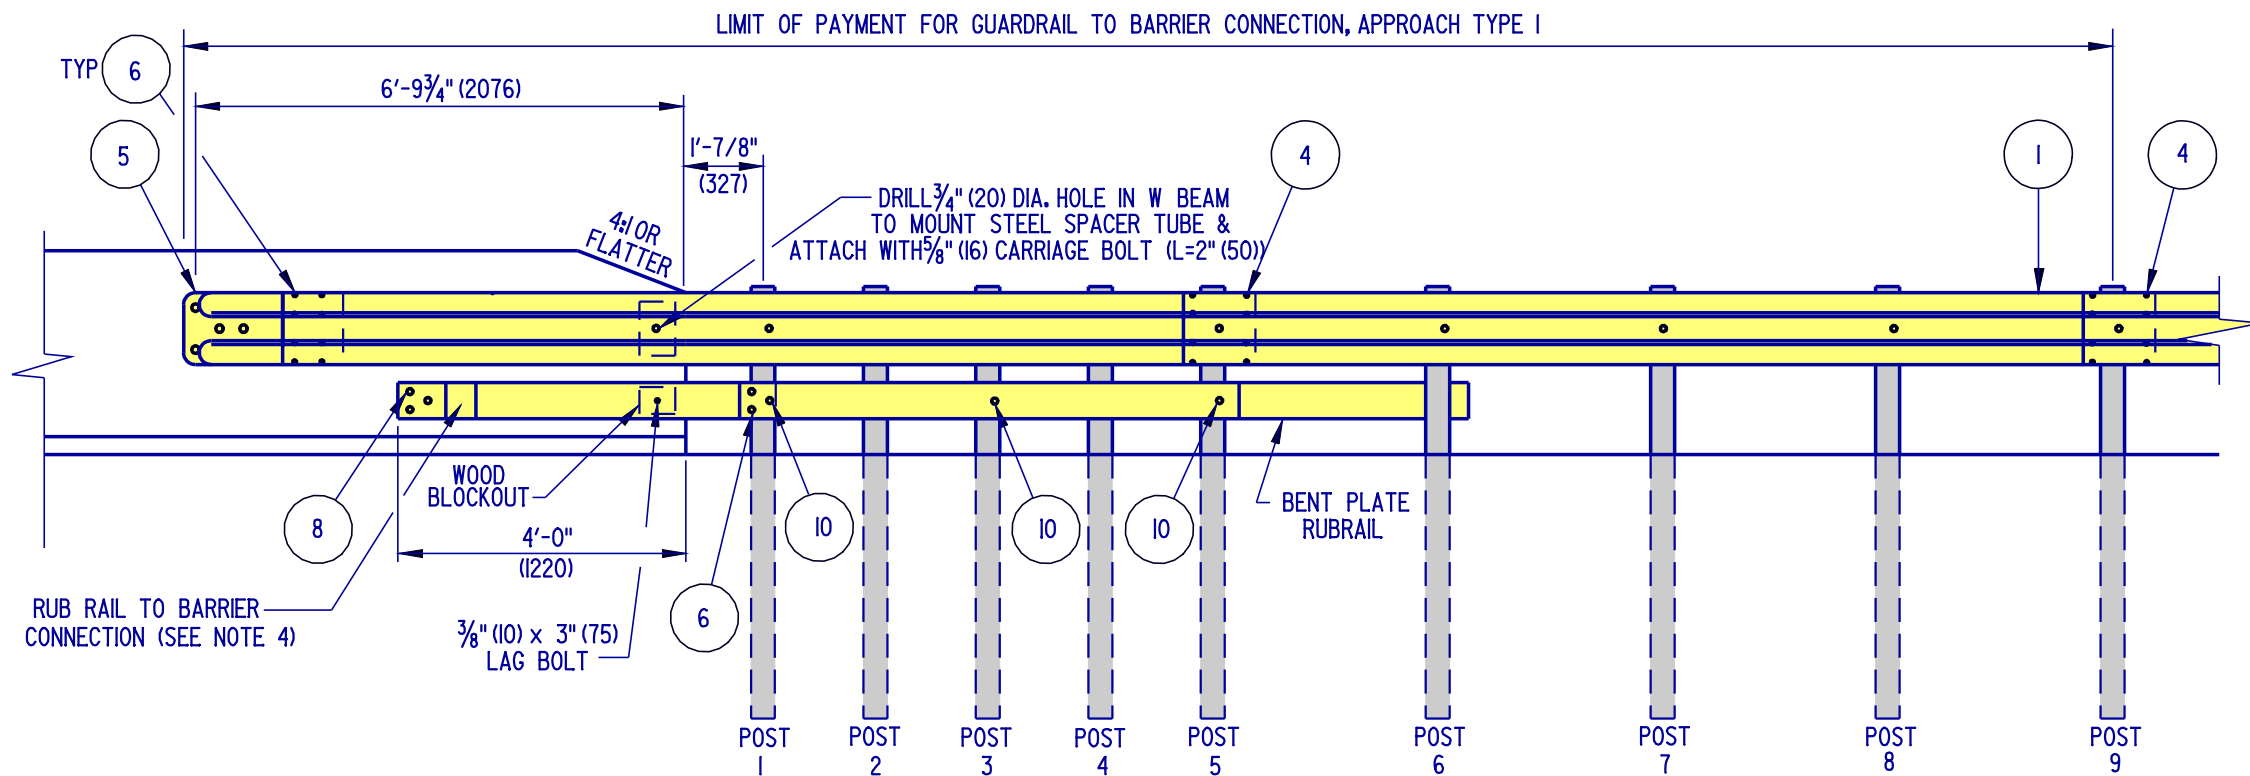 LIMIT OF PAYMENT FOR GUARDRAIL TO BARRIER CONNECTION, APPROACH TYPE I
TYP 6
6'-9¾" (2076)
5
1'-7/8"
(327)
4
1
4
4:1 OR
FLATTER
DRILL ¾" (20) DIA. HOLE IN W BEAM
TO MOUNT STEEL SPACER TUBE &
ATTACH WITH ⅝" (16) CARRIAGE BOLT (L=2" (50))
WOOD
BLOCKOUT
8
10
10
10
BENT PLATE
RUBRAIL
4'-0"
(1220)
RUB RAIL TO BARRIER
CONNECTION (SEE NOTE 4)
6
⅜" (10) x 3" (75)
LAG BOLT
POST
1
POST
2
POST
3
POST
4
POST
5
POST
6
POST
7
POST
8
POST
9